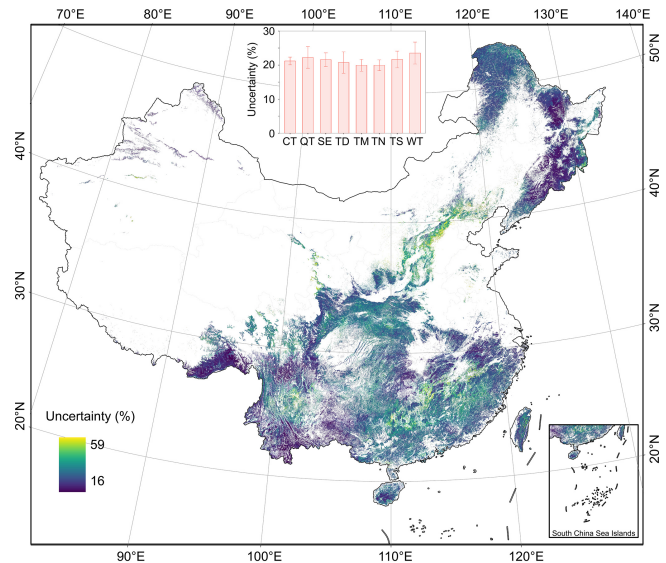 70°E 80°E 90°E 100°E 110°E 120°E 130°E 140°E
50°N
40°N
30°N
20°N
40°N
30°N
20°N
Uncertainty (%)
30
20
10
0
CT QT SE TD TM TN TS WT
Uncertainty (%)
59
16
South China Sea Islands
90°E 100°E 110°E 120°E